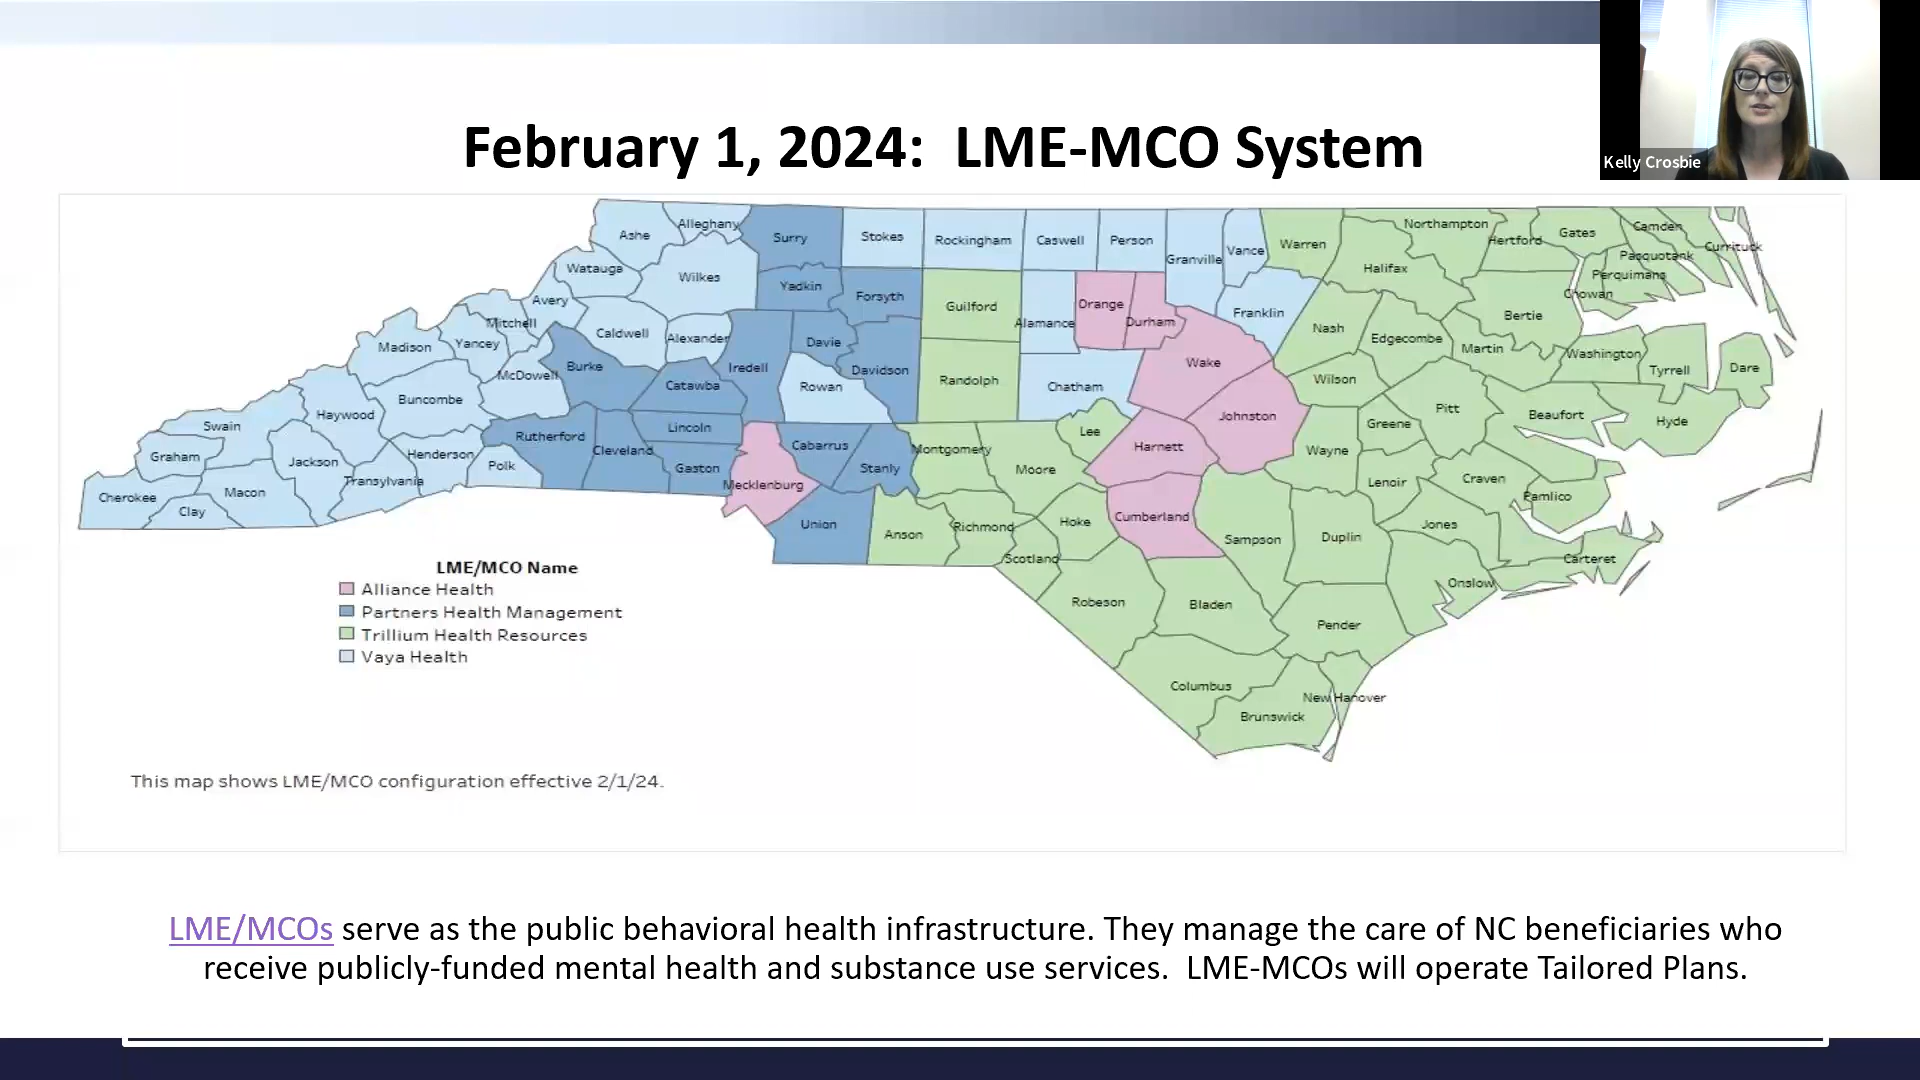 Kelly Crosbie
February 1, 2024: LME-MCO System
Ashe
Alleghany
Surry
Stokes
Rockingham
Caswell
Person
Granville
Vance
Warren
Northampton
Hertford
Gates
Camden
Currituck
Pasquotank
Perquimans
Chowan
Watauga
Wilkes
Yadkin
Forsyth
Guilford
Alamance
Orange
Durham
Franklin
Halifax
Bertie
Avery
Mitchell
Caldwell
Alexander
Davie
Nash
Edgecombe
Martin
Washington
Tyrrell
Dare
Madison
Yancey
McDowell
Burke
Catawba
Iredell
Rowan
Davidson
Randolph
Chatham
Wake
Wilson
Haywood
Buncombe
Johnston
Greene
Pitt
Beaufort
Hyde
Swain
Rutherford
Cleveland
Lincoln
Cabarrus
Montgomery
Lee
Harnett
Wayne
Graham
Jackson
Henderson
Polk
Gaston
Stanly
Moore
Lenoir
Craven
Pamlico
Cherokee
Macon
Clay
Transylvania
Mecklenburg
Union
Anson
Richmond
Hoke
Cumberland
Sampson
Duplin
Jones
Carteret
Scotland
Onslow
Robeson
Bladen
Pender
Columbus
New Hanover
Brunswick
LME/MCO Name
Alliance Health
Partners Health Management
Trillium Health Resources
Vaya Health
This map shows LME/MCO configuration effective 2/1/24.
LME/MCOs serve as the public behavioral health infrastructure. They manage the care of NC beneficiaries who
receive publicly-funded mental health and substance use services. LME-MCOs will operate Tailored Plans.